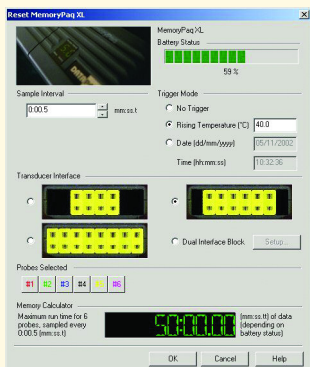 Reset MemoryPaq XL
MemoryPaq XL
Battery Status
59 %
Sample Interval
0:00.5 mm:ss.t
Trigger Mode
No Trigger
Rising Temperature (°C) 40.0
Date (dd/mm/yyyy) 05/11/2002
Time (hh:mm:ss) 10:32:36
Transducer Interface
Dual Interface Block Setup...
Probes Selected
#1 #2 #3 #4 #5 #6
Memory Calculator
Maximum run time for 6
probes, sampled every
0:00.5 (mm:ss.t)
50:00.00
(mm:ss.tt) of data
(depending on
battery status)
OK Cancel Help